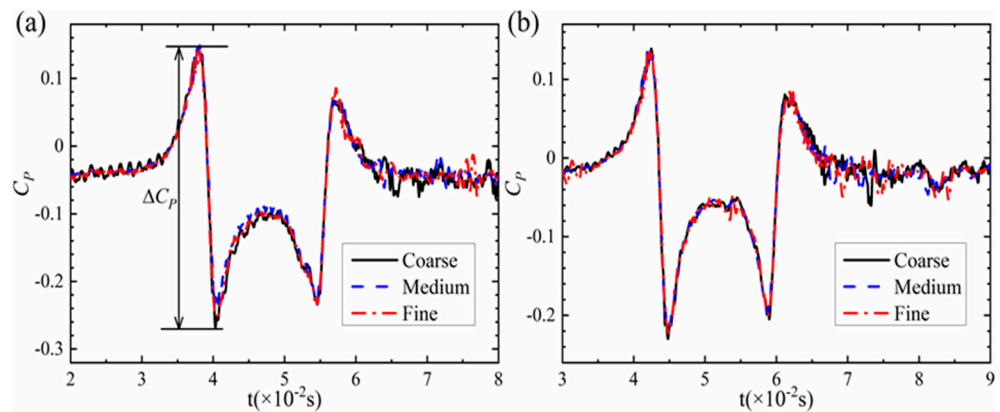 (a)
0.1
0
-0.1
-0.2
-0.3
C_P
ΔC_P
Coarse
Medium
Fine
2 3 4 5 6 7 8
t(×10⁻²s)
(b)
0.1
0
-0.1
-0.2
C_P
Coarse
Medium
Fine
3 4 5 6 7 8 9
t(×10⁻²s)